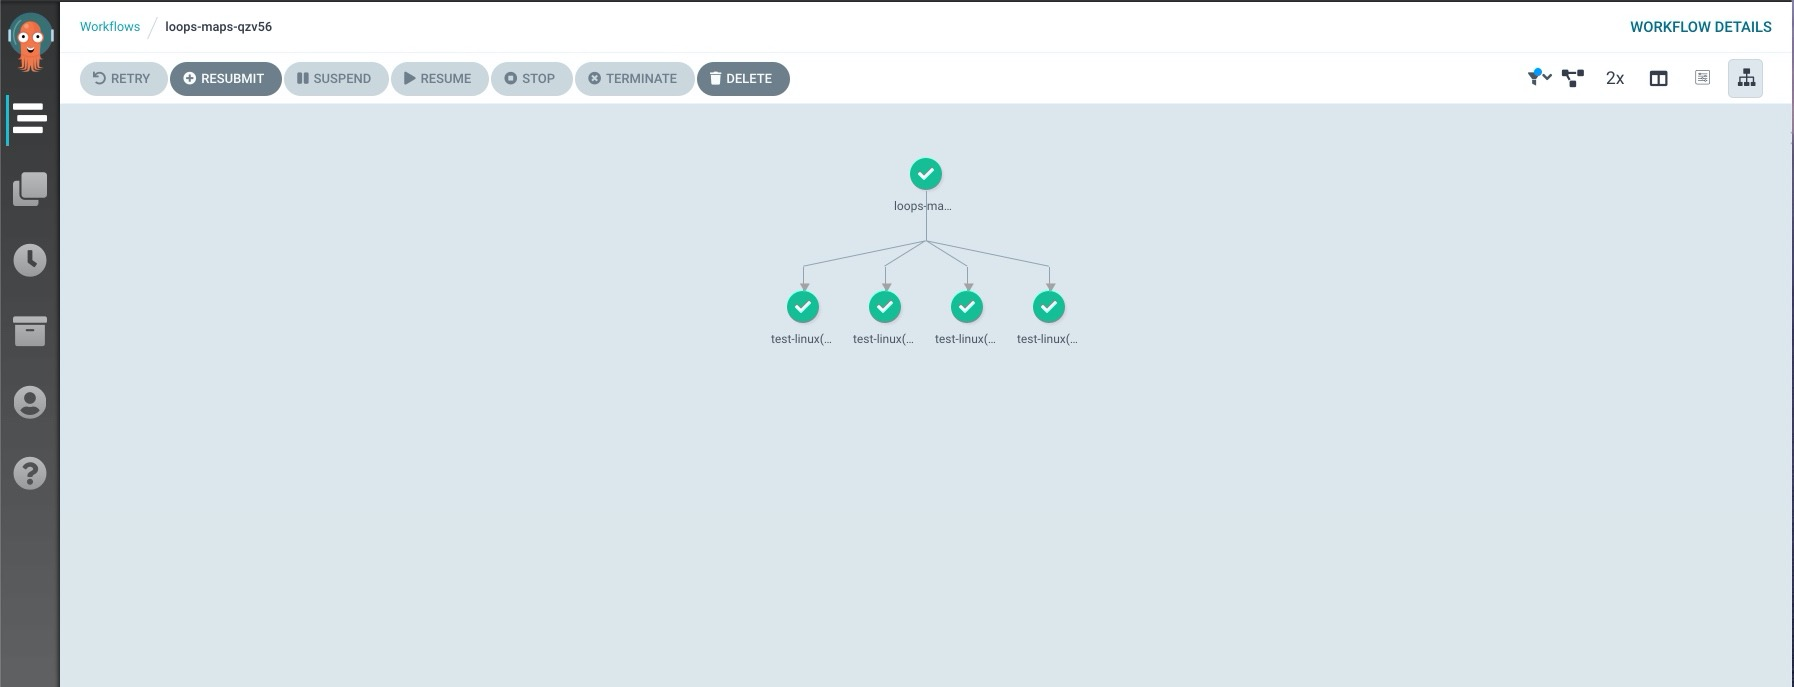 Workflows / loops-maps-qzv56
WORKFLOW DETAILS
RETRY RESUBMIT SUSPEND RESUME STOP TERMINATE DELETE
2x
loops-ma...
test-linux(... test-linux(... test-linux(... test-linux(...